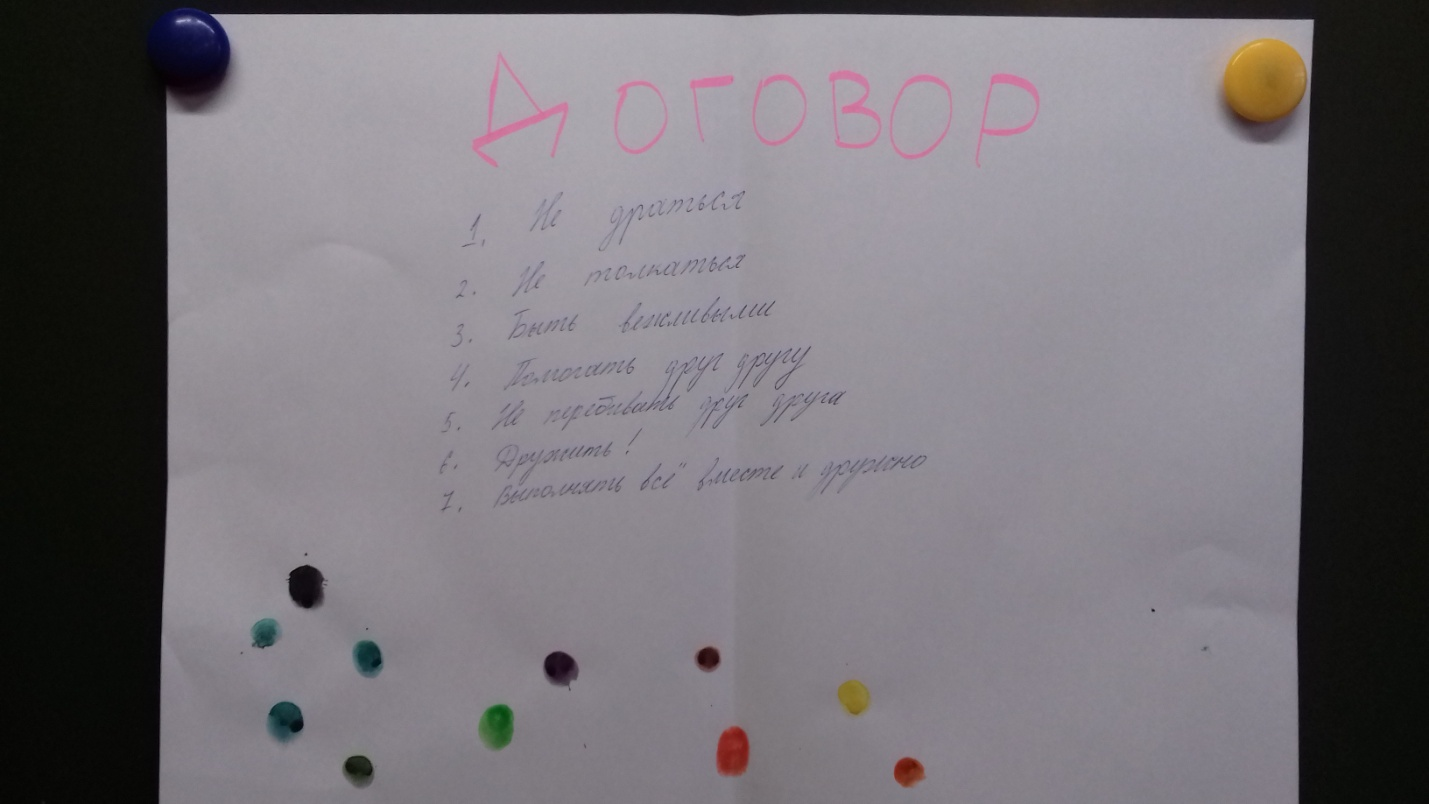 ДОГОВОР
1. Не драться
2. Не толкаться
3. Быть вежливыми
4. Помогать друг другу
5. Не перебивать друг друга
6. Дружить!
7. Выполнять всё вместе и дружно